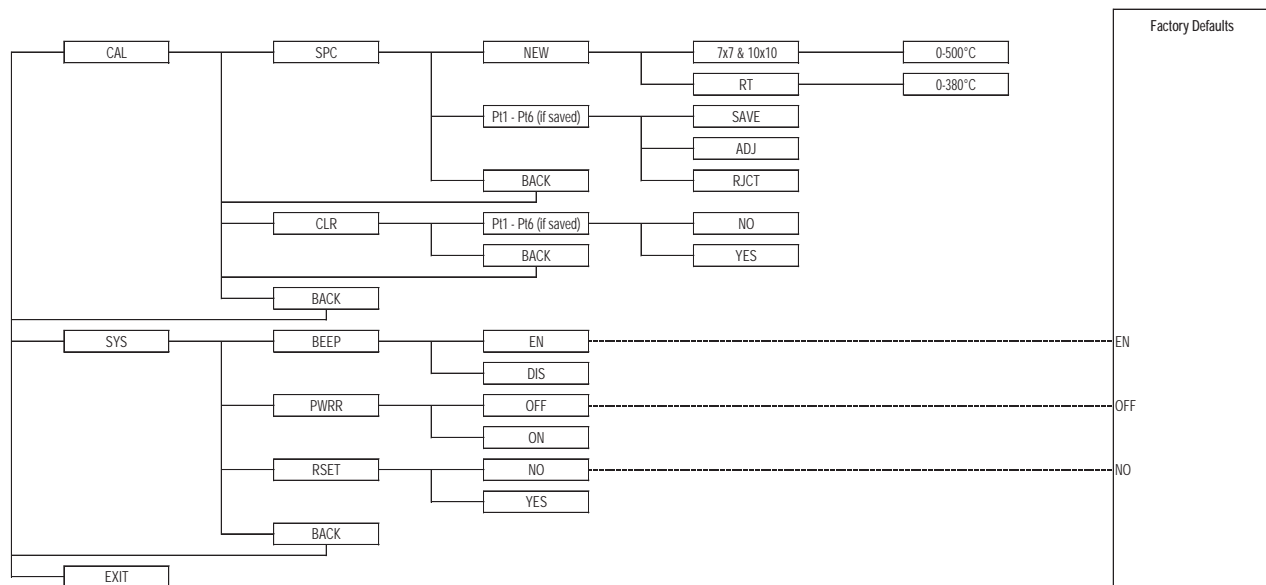 Factory Defaults
CAL
SPC
NEW
7x7 & 10x10
0-500°C
RT
0-380°C
Pt1 - Pt6 (if saved)
SAVE
ADJ
RJCT
BACK
CLR
Pt1 - Pt6 (if saved)
NO
YES
BACK
BACK
SYS
BEEP
EN
EN
DIS
PWRR
OFF
OFF
ON
RSET
NO
NO
YES
BACK
EXIT